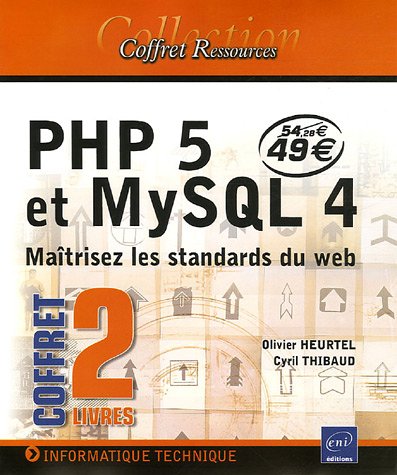 Collection
Coffret Ressources
PHP 5
et MySQL 4
54,28€
49€
Maîtrisez les standards du web
COFFRET
2
LIVRES
Olivier HEURTEL
Cyril THIBAUD
INFORMATIQUE TECHNIQUE
eni
éditions